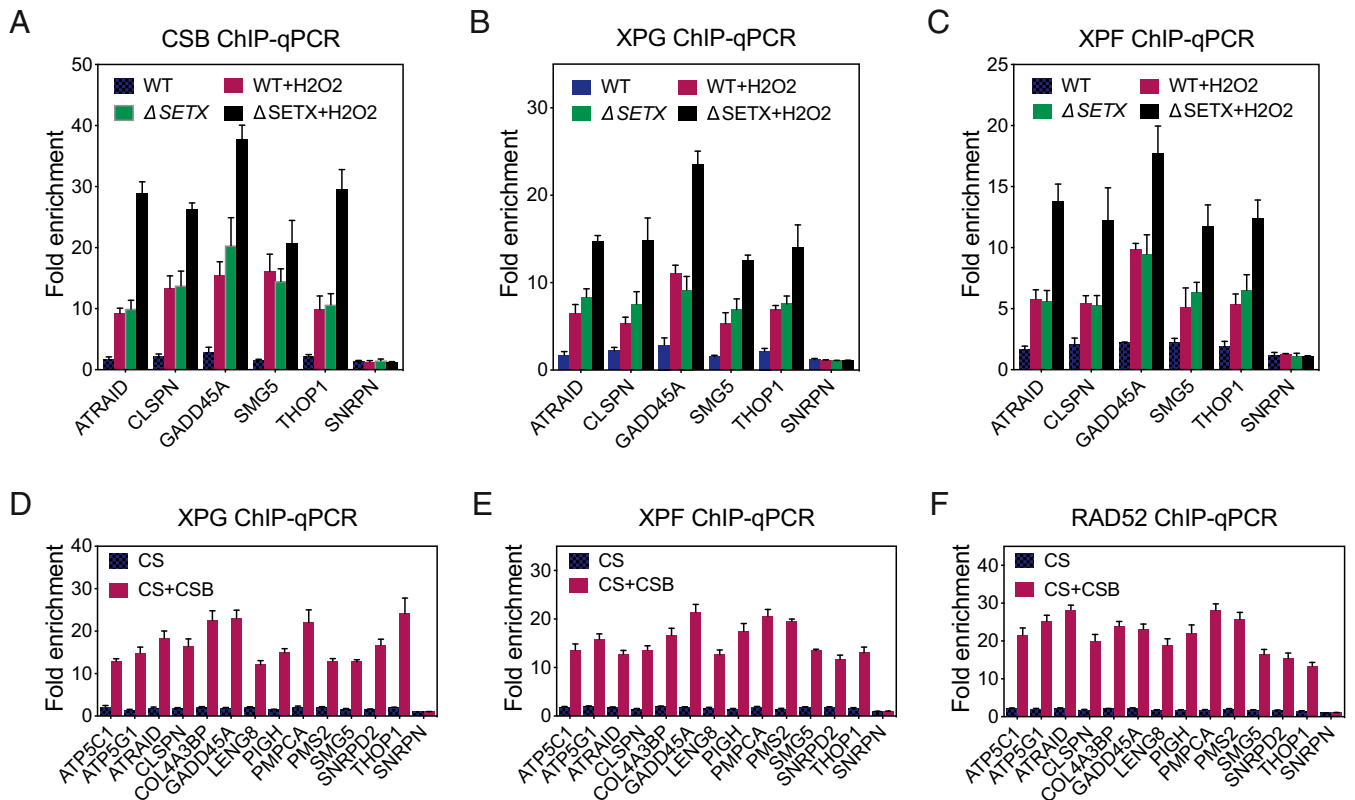 A
CSB ChIP-qPCR
Fold enrichment
50
40
30
20
10
0
WT
WT+H2O2
ΔSETX
ΔSETX+H2O2
ATRAID
CLSPN
GADD45A
SMG5
THOP1
SNRPN
B
XPG ChIP-qPCR
Fold enrichment
30
20
10
0
WT
WT+H2O2
ΔSETX
ΔSETX+H2O2
ATRAID
CLSPN
GADD45A
SMG5
THOP1
SNRPN
C
XPF ChIP-qPCR
Fold enrichment
25
20
15
10
5
0
WT
WT+H2O2
ΔSETX
ΔSETX+H2O2
ATRAID
CLSPN
GADD45A
SMG5
THOP1
SNRPN
D
XPG ChIP-qPCR
Fold enrichment
40
30
20
10
0
CS
CS+CSB
ATP5C1
ATP5G1
ATRAID
CLSPN
COL4A3BP
GADD45A
LENG8
PIGH
PMPCA
PMS2
SMG5
SNRPD2
THOP1
SNRPN
E
XPF ChIP-qPCR
Fold enrichment
30
20
10
0
CS
CS+CSB
ATP5C1
ATP5G1
ATRAID
CLSPN
COL4A3BP
GADD45A
LENG8
PIGH
PMPCA
PMS2
SMG5
SNRPD2
THOP1
SNRPN
F
RAD52 ChIP-qPCR
Fold enrichment
40
30
20
10
0
CS
CS+CSB
ATP5C1
ATP5G1
ATRAID
CLSPN
COL4A3BP
GADD45A
LENG8
PIGH
PMPCA
PMS2
SMG5
SNRPD2
THOP1
SNRPN